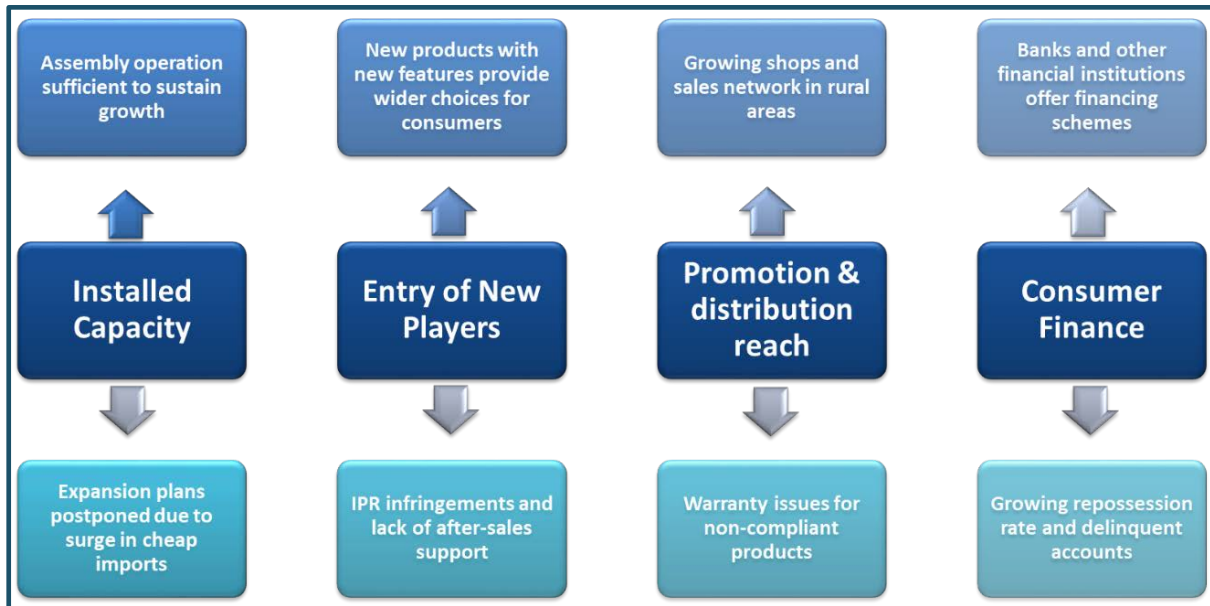 Assembly operation
sufficient to sustain
growth
New products with
new features provide
wider choices for
consumers
Growing shops and
sales network in rural
areas
Banks and other
financial institutions
offer financing
schemes
Installed
Capacity
Entry of New
Players
Promotion &
distribution
reach
Consumer
Finance
Expansion plans
postponed due to
surge in cheap
imports
IPR infringements and
lack of after-sales
support
Warranty issues for
non-compliant
products
Growing repossession
rate and delinquent
accounts